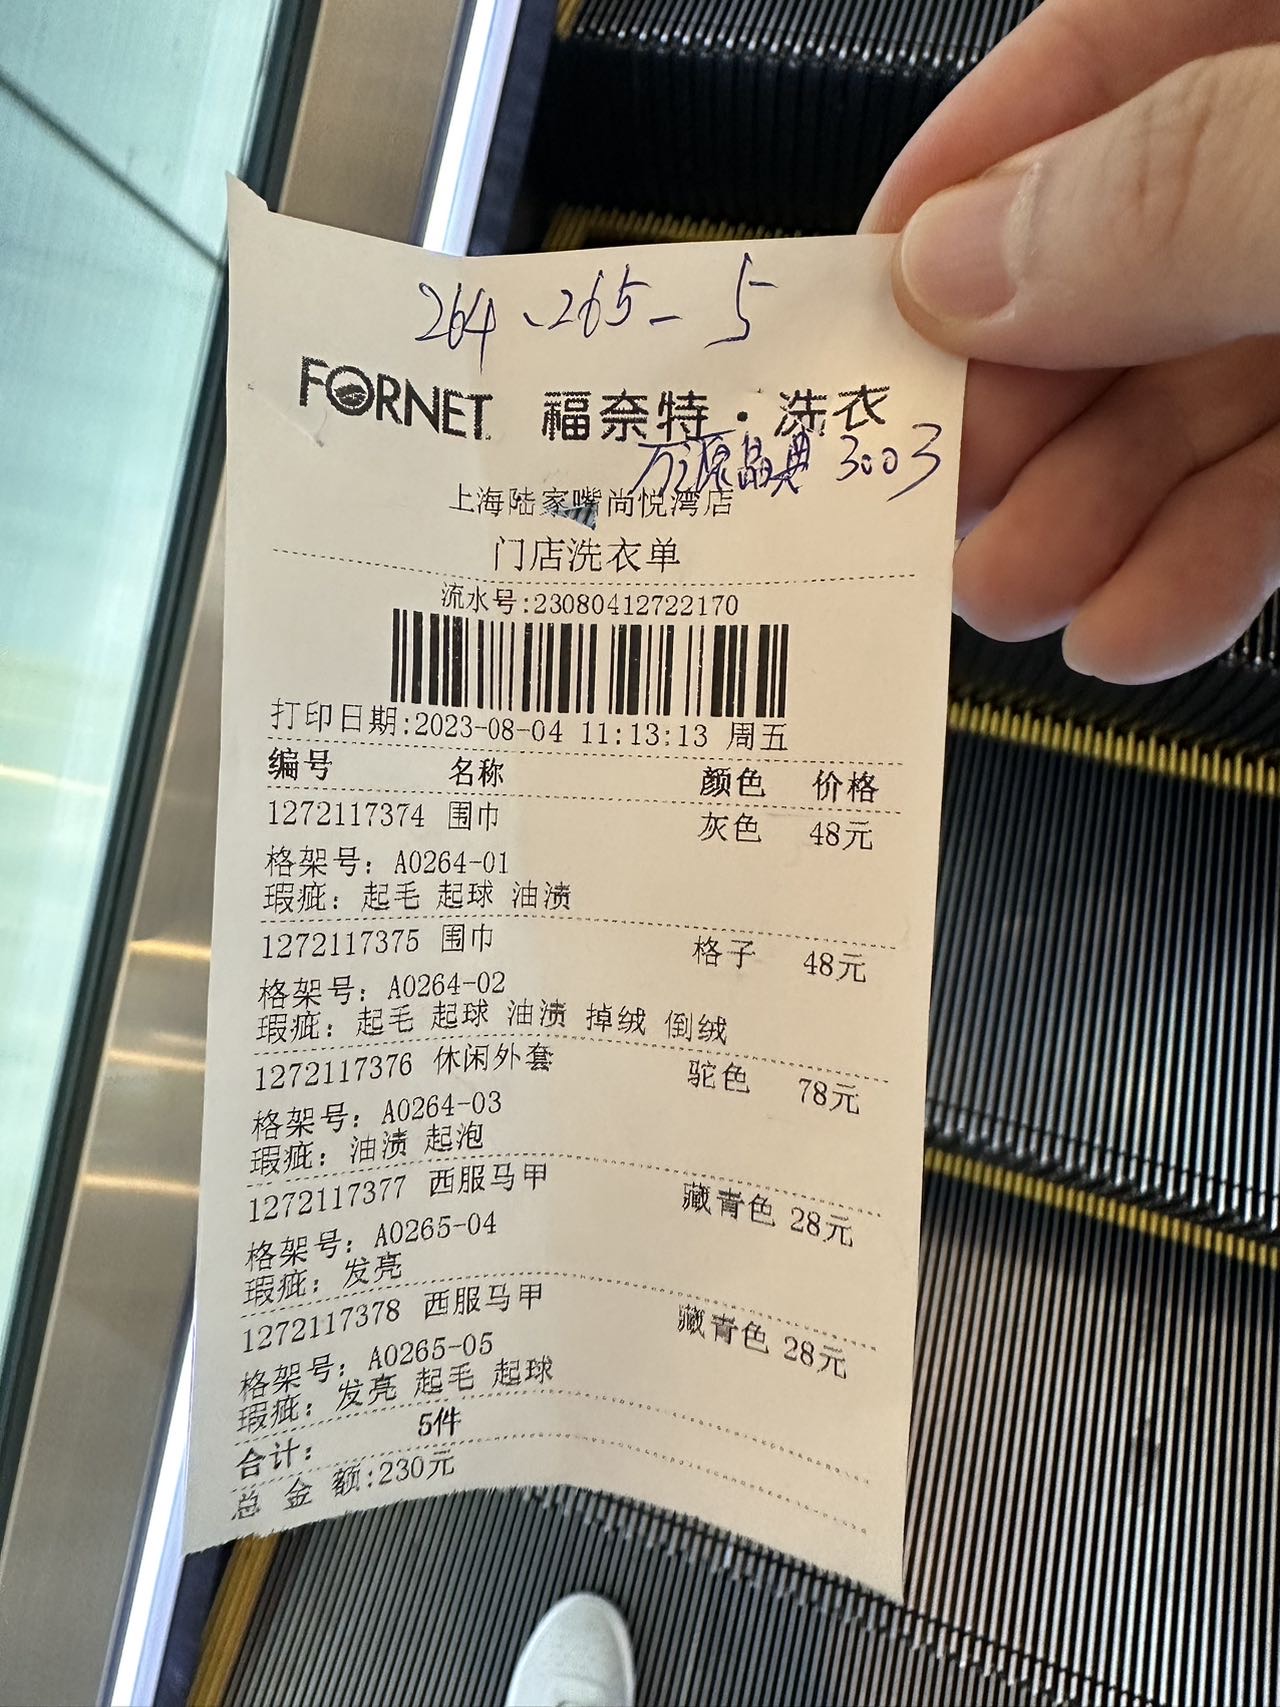 264、265-5
FORNET 福奈特·洗衣
万源晶典 3003
上海陆家嘴尚悦湾店
门店洗衣单
流水号:23080412722170
打印日期:2023-08-04 11:13:13 周五
编号 名称 颜色 价格
1272117374 围巾 灰色 48元
格架号: A0264-01
瑕疵: 起毛 起球 油渍
1272117375 围巾 格子 48元
格架号: A0264-02
瑕疵: 起毛 起球 油渍 掉绒 倒绒
1272117376 休闲外套 驼色 78元
格架号: A0264-03
瑕疵: 油渍 起泡
1272117377 西服马甲 藏青色 28元
格架号: A0265-04
瑕疵: 发亮
1272117378 西服马甲 藏青色 28元
格架号: A0265-05
瑕疵: 发亮 起毛 起球
合计: 5件
总 金 额:230元